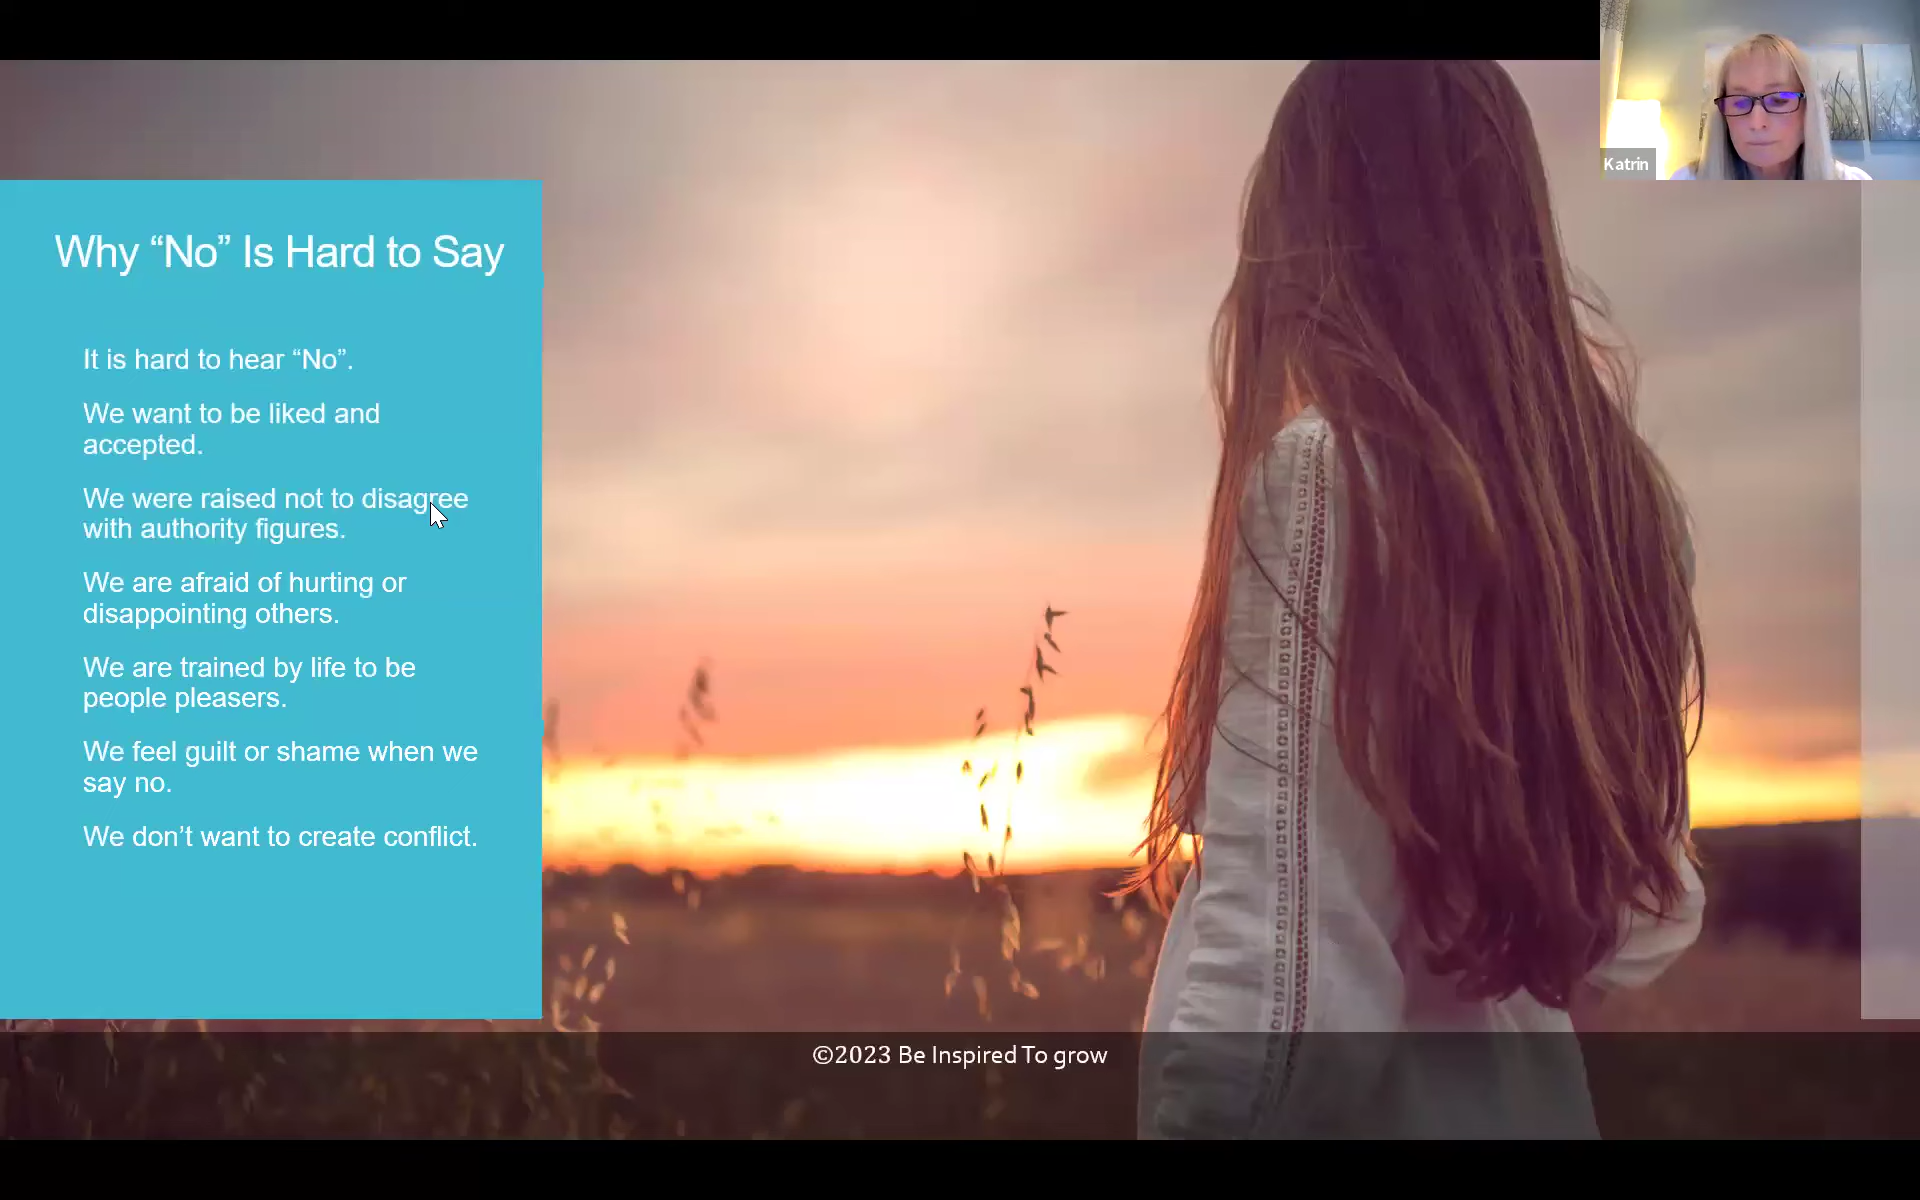 Katrin
Why “No” Is Hard to Say
It is hard to hear “No”.
We want to be liked and
accepted.
We were raised not to disagree
with authority figures.
We are afraid of hurting or
disappointing others.
We are trained by life to be
people pleasers.
We feel guilt or shame when we
say no.
We don’t want to create conflict.
©2023 Be Inspired To grow